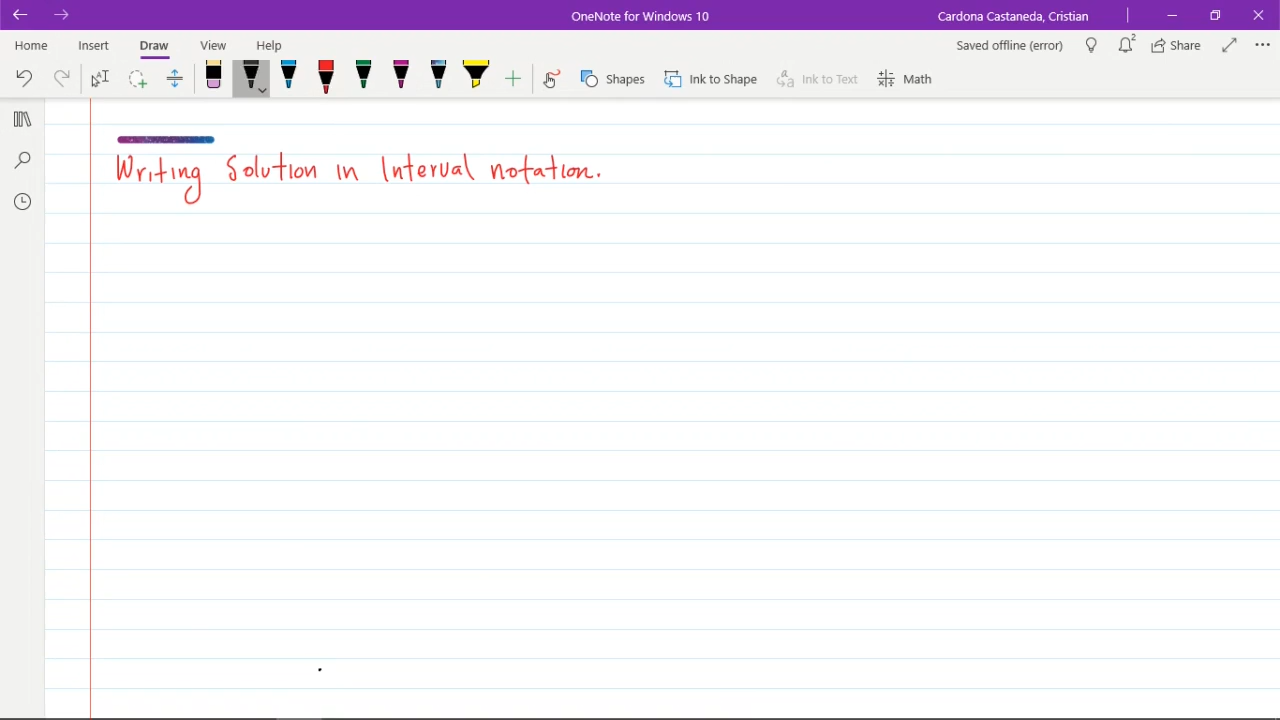 OneNote for Windows 10
Cardona Castaneda, Cristian
Home Insert Draw View Help
Saved offline (error)
2
Share
Shapes
Ink to Shape
Ink to Text
Math
Writing Solution in Interval notation.